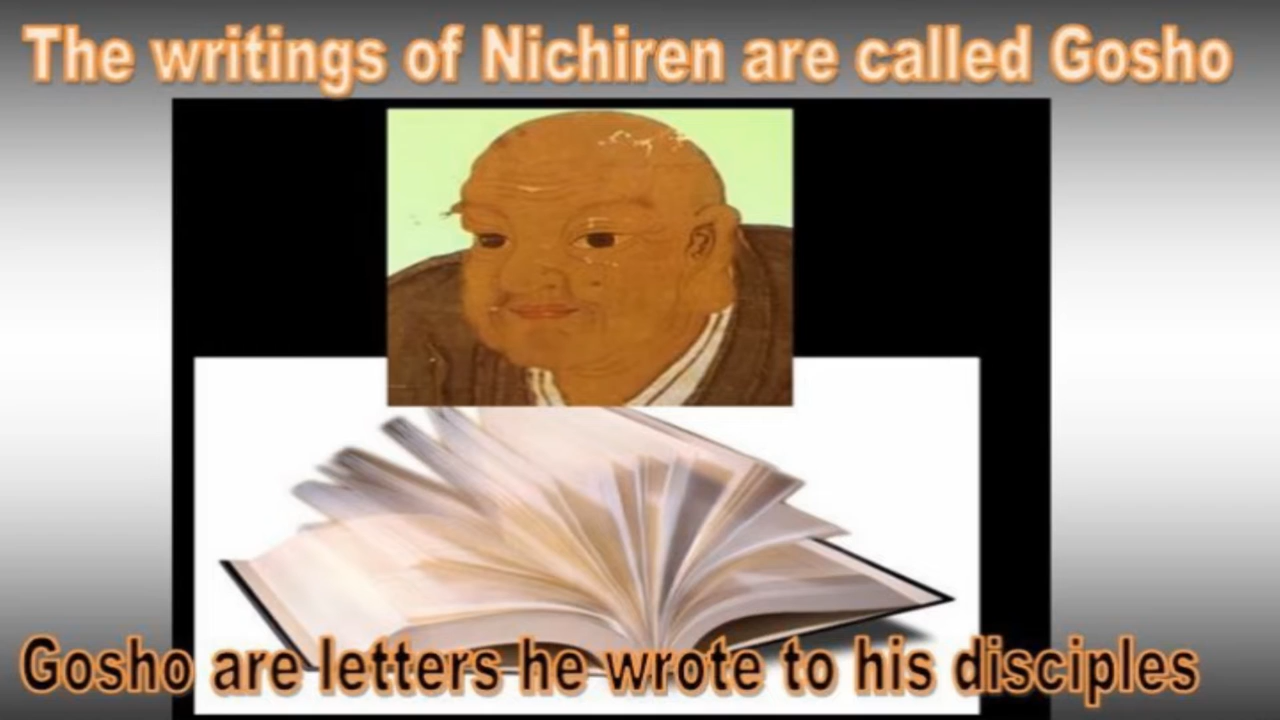 The writings of Nichiren are called Gosho
Gosho are letters he wrote to his disciples